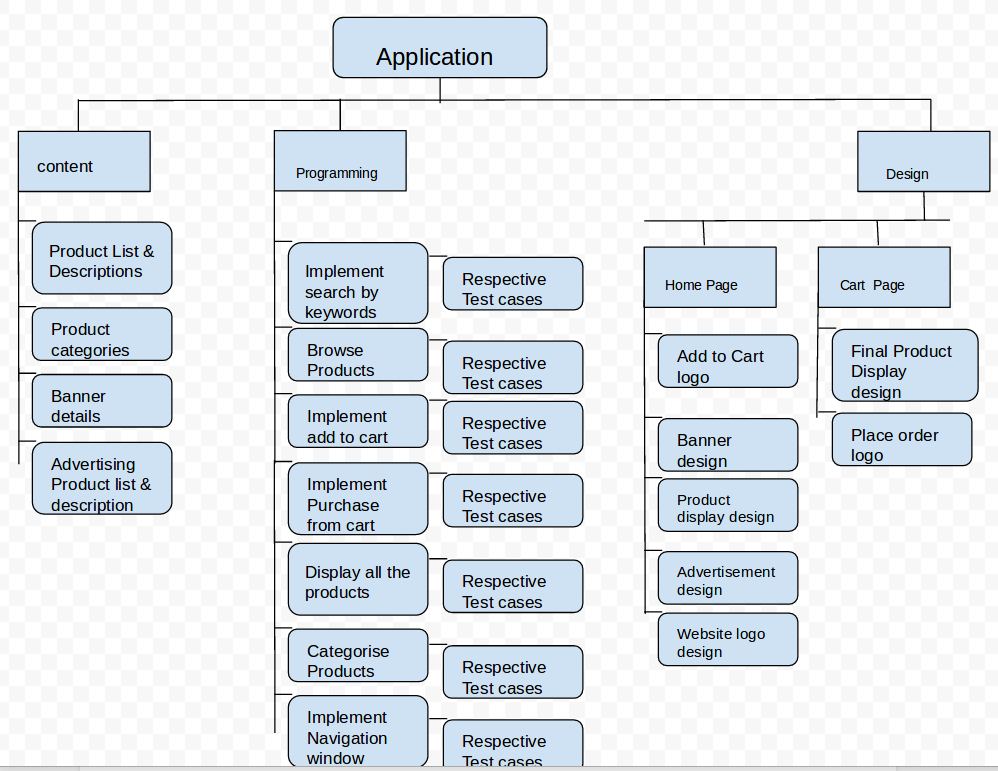 Application
content
Product List &
Descriptions
Product
categories
Banner
details
Advertising
Product list &
description
Programming
Implement
search by
keywords
Respective
Test cases
Browse
Products
Respective
Test cases
Implement
add to cart
Respective
Test cases
Implement
Purchase
from cart
Respective
Test cases
Display all the
products
Respective
Test cases
Categorise
Products
Respective
Test cases
Implement
Navigation
window
Respective
Test cases
Design
Home Page
Add to Cart
logo
Banner
design
Product
display design
Advertisement
design
Website logo
design
Cart Page
Final Product
Display
design
Place order
logo